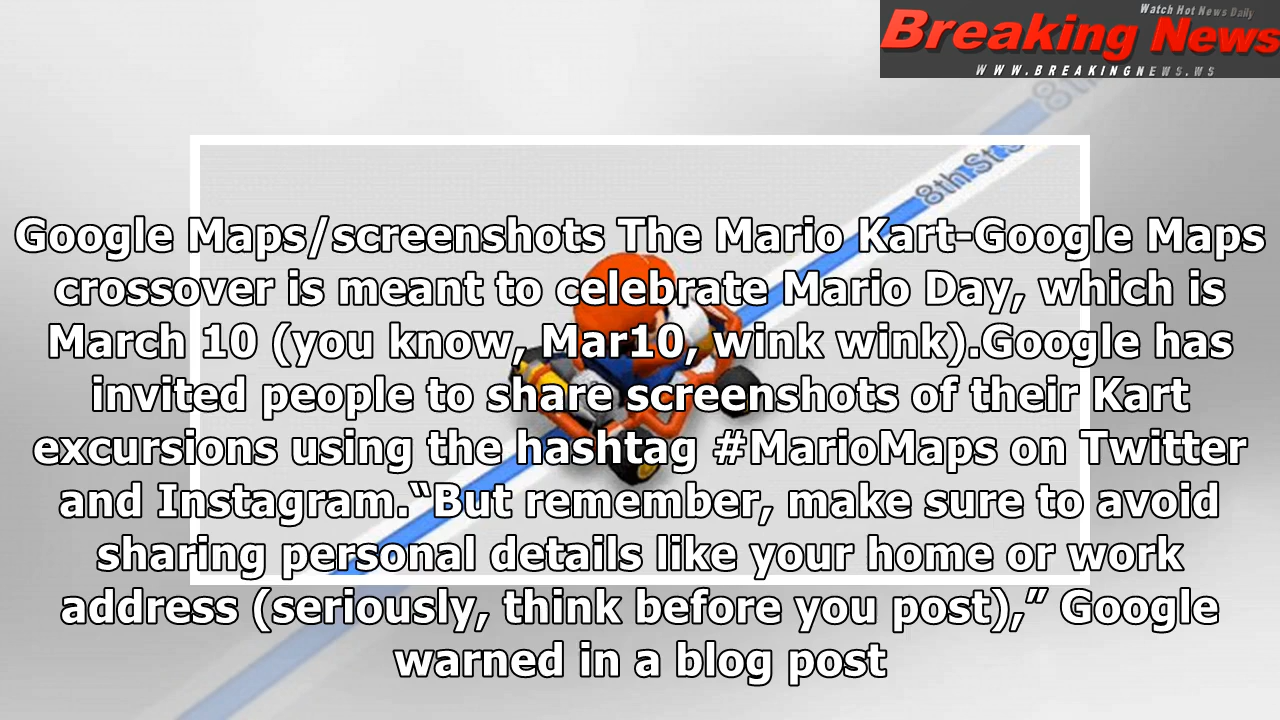 Watch Hot News Daily
Breaking News
WWW.BREAKINGNEWS.WS
8th St S
8th
Google Maps/screenshots The Mario Kart-Google Maps
crossover is meant to celebrate Mario Day, which is
March 10 (you know, Mar10, wink wink).Google has
invited people to share screenshots of their Kart
excursions using the hashtag #MarioMaps on Twitter
and Instagram.“But remember, make sure to avoid
sharing personal details like your home or work
address (seriously, think before you post),” Google
warned in a blog post